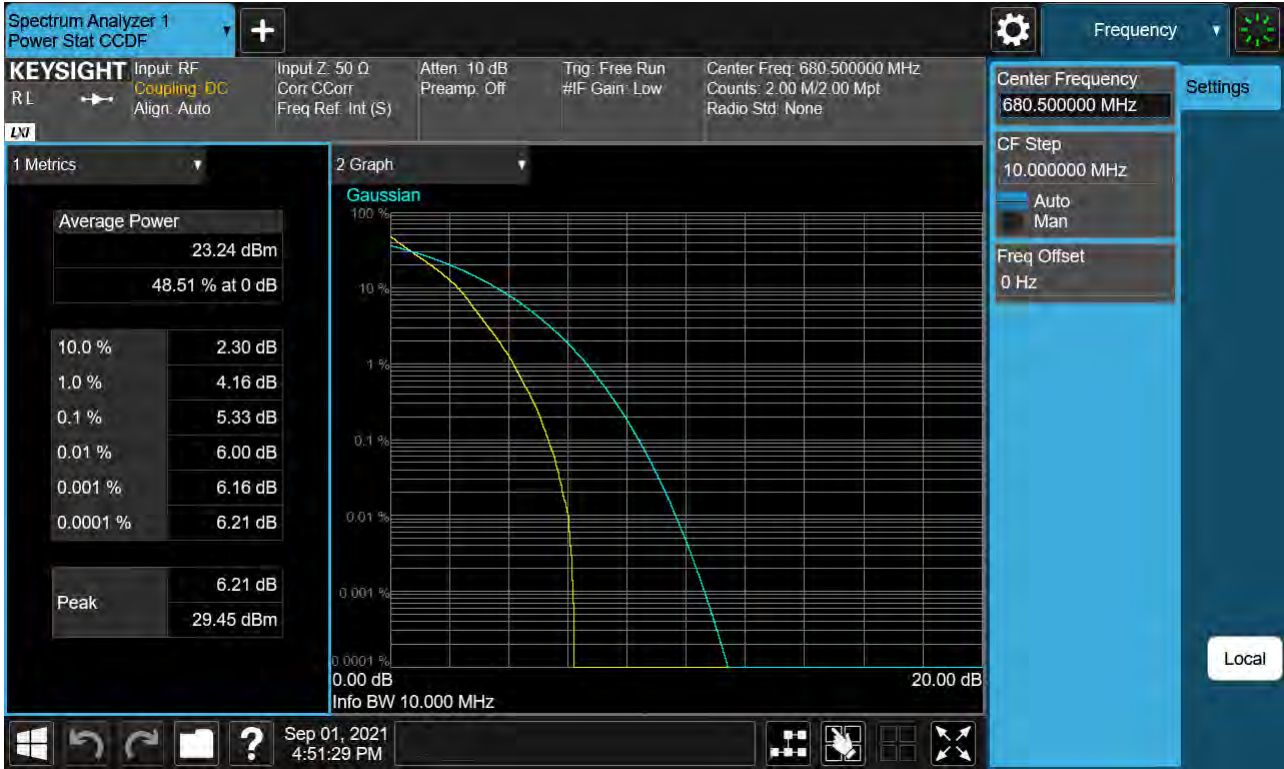 Spectrum Analyzer 1
Power Stat CCDF
Frequency
KEYSIGHT
R L
LXI
Input: RF
Coupling: DC
Align: Auto
Input Z: 50 Ω
Corr CCorr
Freq Ref: Int (S)
Atten: 10 dB
Preamp: Off
Trig: Free Run
#IF Gain: Low
Center Freq: 680.500000 MHz
Counts: 2.00 M/2.00 Mpt
Radio Std: None
Center Frequency
680.500000 MHz
Settings
CF Step
10.000000 MHz
Auto
Man
Freq Offset
0 Hz
1 Metrics
Average Power
23.24 dBm
48.51 % at 0 dB
10.0 % 2.30 dB
1.0 % 4.16 dB
0.1 % 5.33 dB
0.01 % 6.00 dB
0.001 % 6.16 dB
0.0001 % 6.21 dB
Peak
6.21 dB
29.45 dBm
2 Graph
Gaussian
100 %
10 %
1 %
0.1 %
0.01 %
0.001 %
0.0001 %
0.00 dB 20.00 dB
Info BW 10.000 MHz
Local
?
Sep 01, 2021
4:51:29 PM